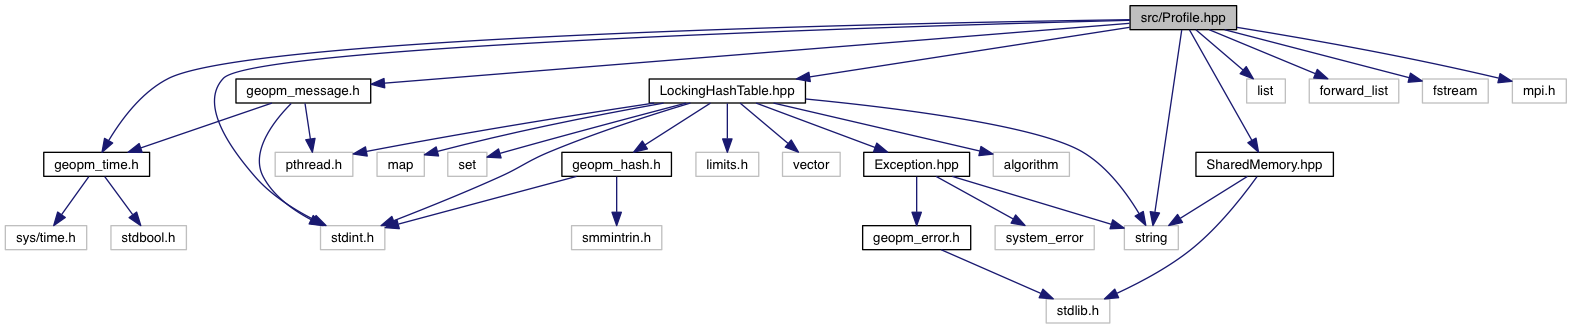 src/Profile.hpp
geopm_message.h
LockingHashTable.hpp
list
forward_list
fstream
mpi.h
geopm_time.h
pthread.h
map
set
geopm_hash.h
limits.h
vector
Exception.hpp
algorithm
SharedMemory.hpp
sys/time.h
stdbool.h
stdint.h
smmintrin.h
geopm_error.h
system_error
string
stdlib.h